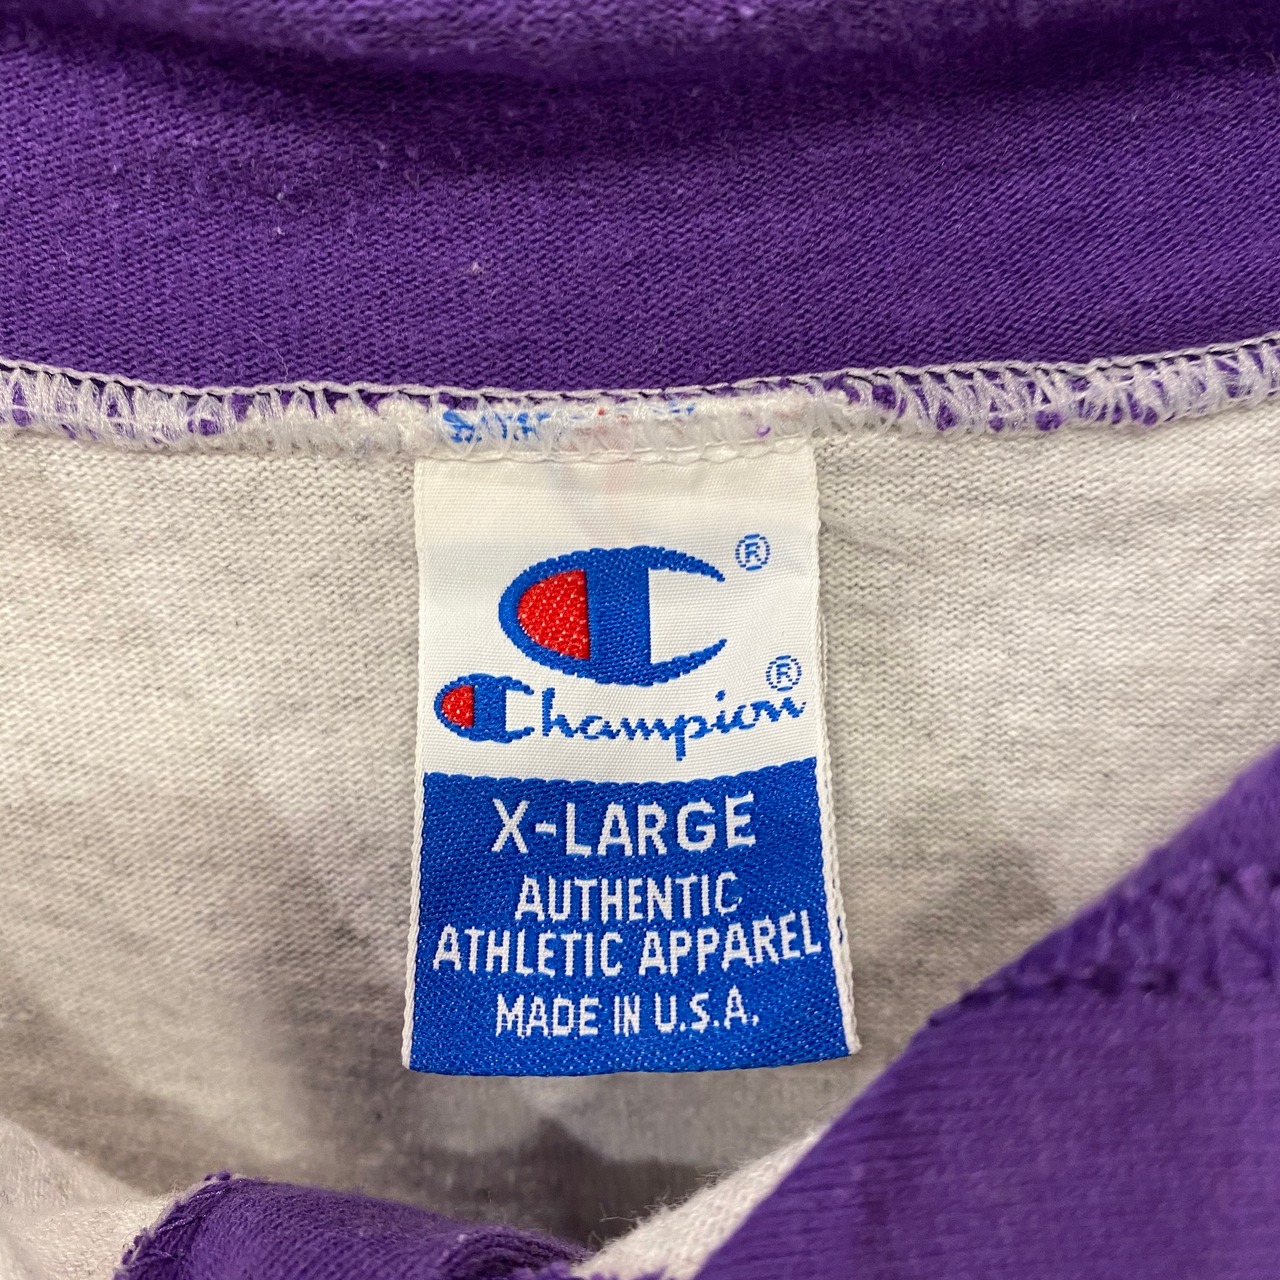 ®
Champion®
X-LARGE
AUTHENTIC
ATHLETIC APPAREL
MADE IN U.S.A.